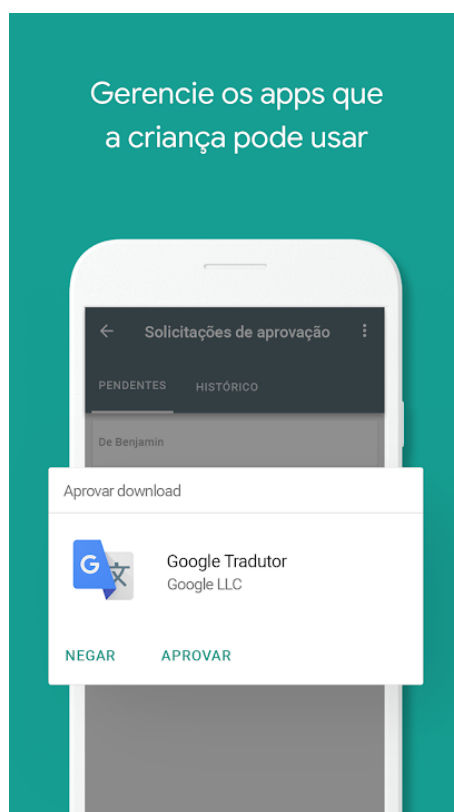 Gerencie os apps que
a criança pode usar
Solicitações de aprovação
PENDENTES HISTÓRICO
De Benjamin
Aprovar download
G 文
Google Tradutor
Google LLC
NEGAR APROVAR